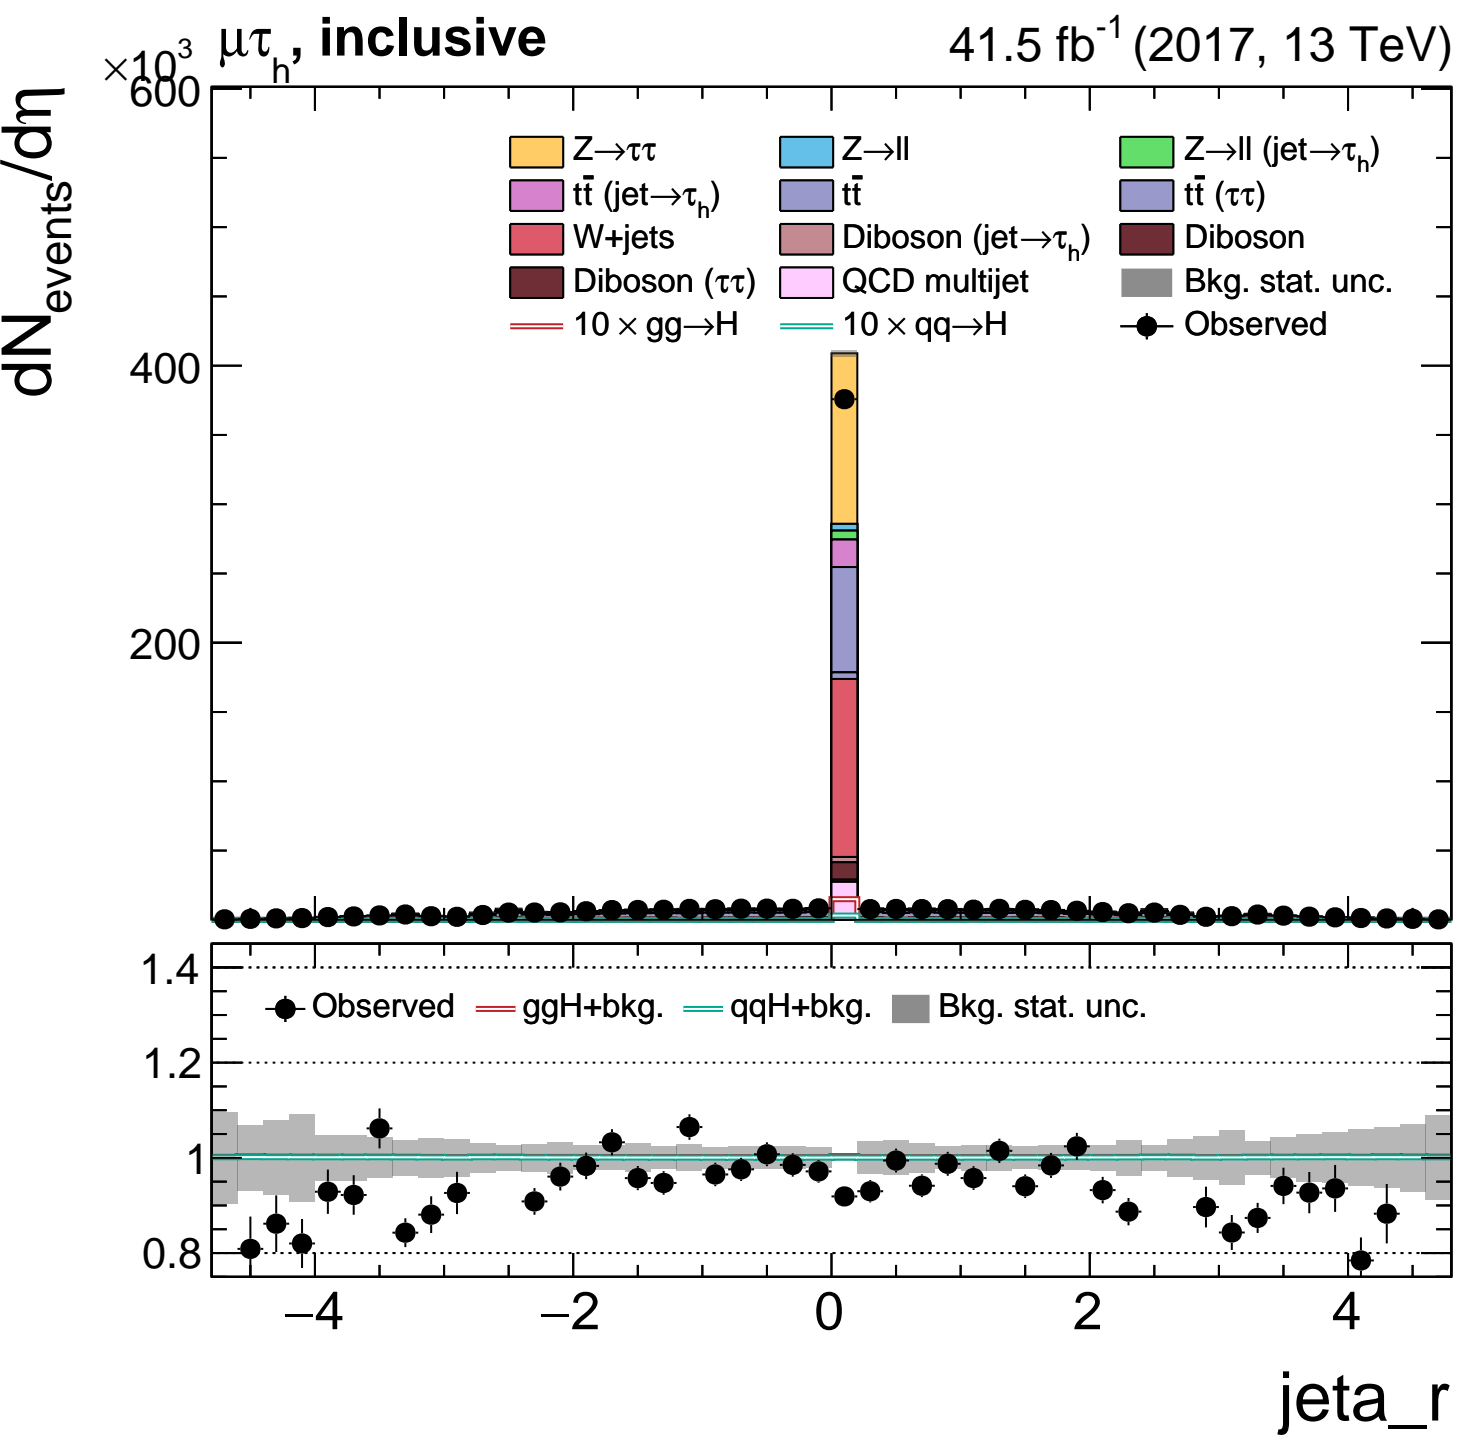 ×10³ μτₕ, inclusive 41.5 fb⁻¹ (2017, 13 TeV)
dN_events/dη
600
400
200
Z→ττ Z→ll Z→ll (jet→τₕ)
tt̄ (jet→τₕ) tt̄ tt̄ (ττ)
W+jets Diboson (jet→τₕ) Diboson
Diboson (ττ) QCD multijet Bkg. stat. unc.
10 × gg→H 10 × qq→H Observed
1.4
1.2
1
0.8
Observed ggH+bkg. qqH+bkg. Bkg. stat. unc.
−4 −2 0 2 4
jeta_r